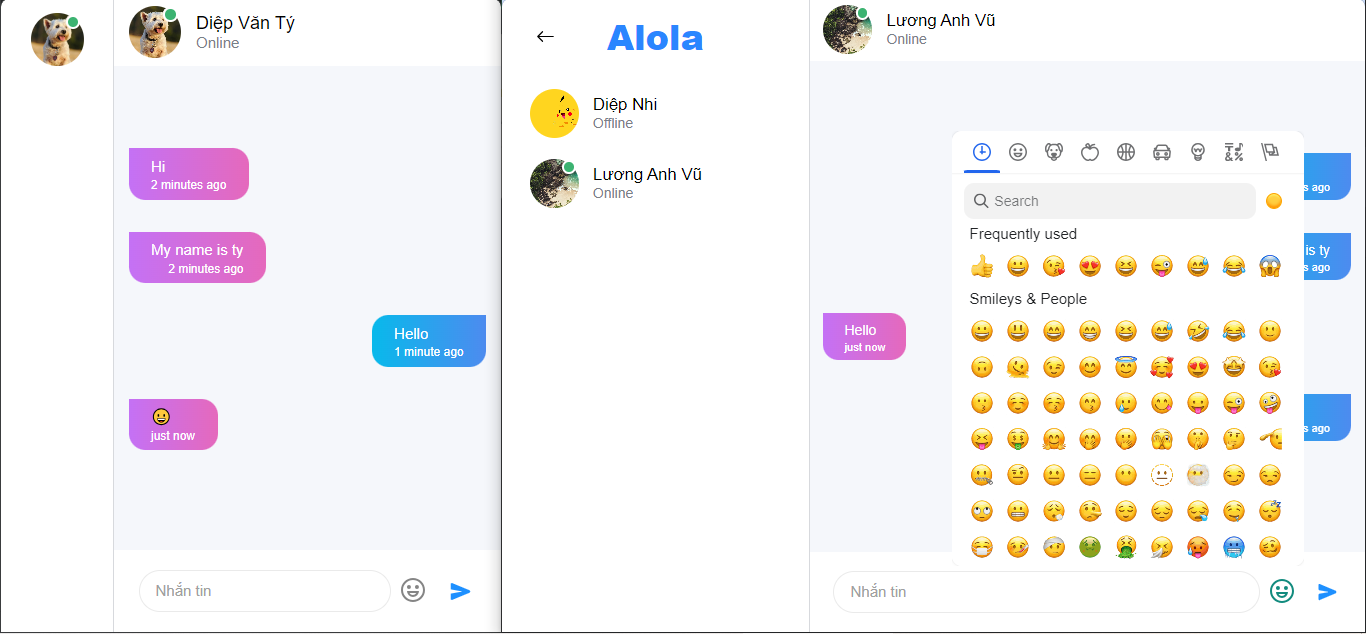 Diệp Văn Tý
Online
Hi
2 minutes ago
My name is ty
2 minutes ago
Hello
1 minute ago
just now
Nhắn tin
Alola
Diệp Nhi
Offline
Lương Anh Vũ
Online
Lương Anh Vũ
Online
s ago
is ty
s ago
Hello
just now
s ago
Search
Frequently used
Smileys & People
Nhắn tin